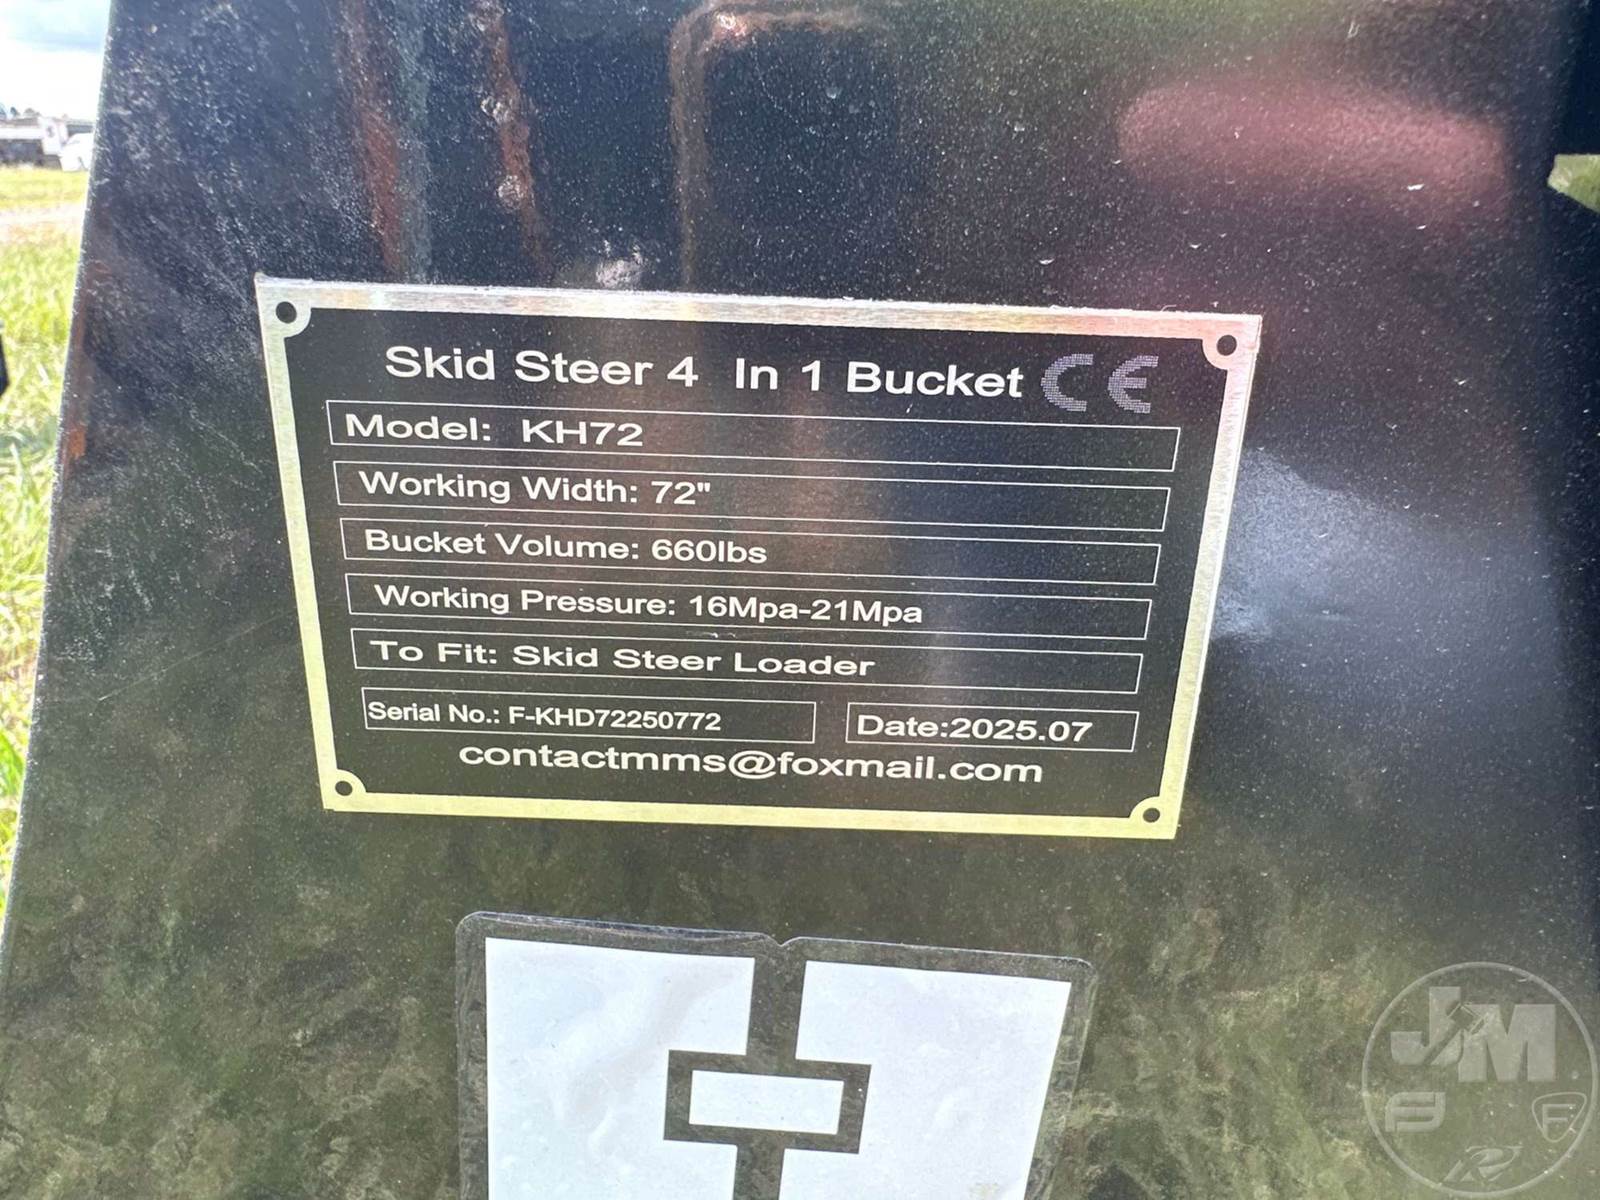 Skid Steer 4 In 1 Bucket CE
Model: KH72
Working Width: 72"
Bucket Volume: 660lbs
Working Pressure: 16Mpa-21Mpa
To Fit: Skid Steer Loader
Serial No.: F-KHD72250772
Date:2025.07
contactmms@foxmail.com
JM